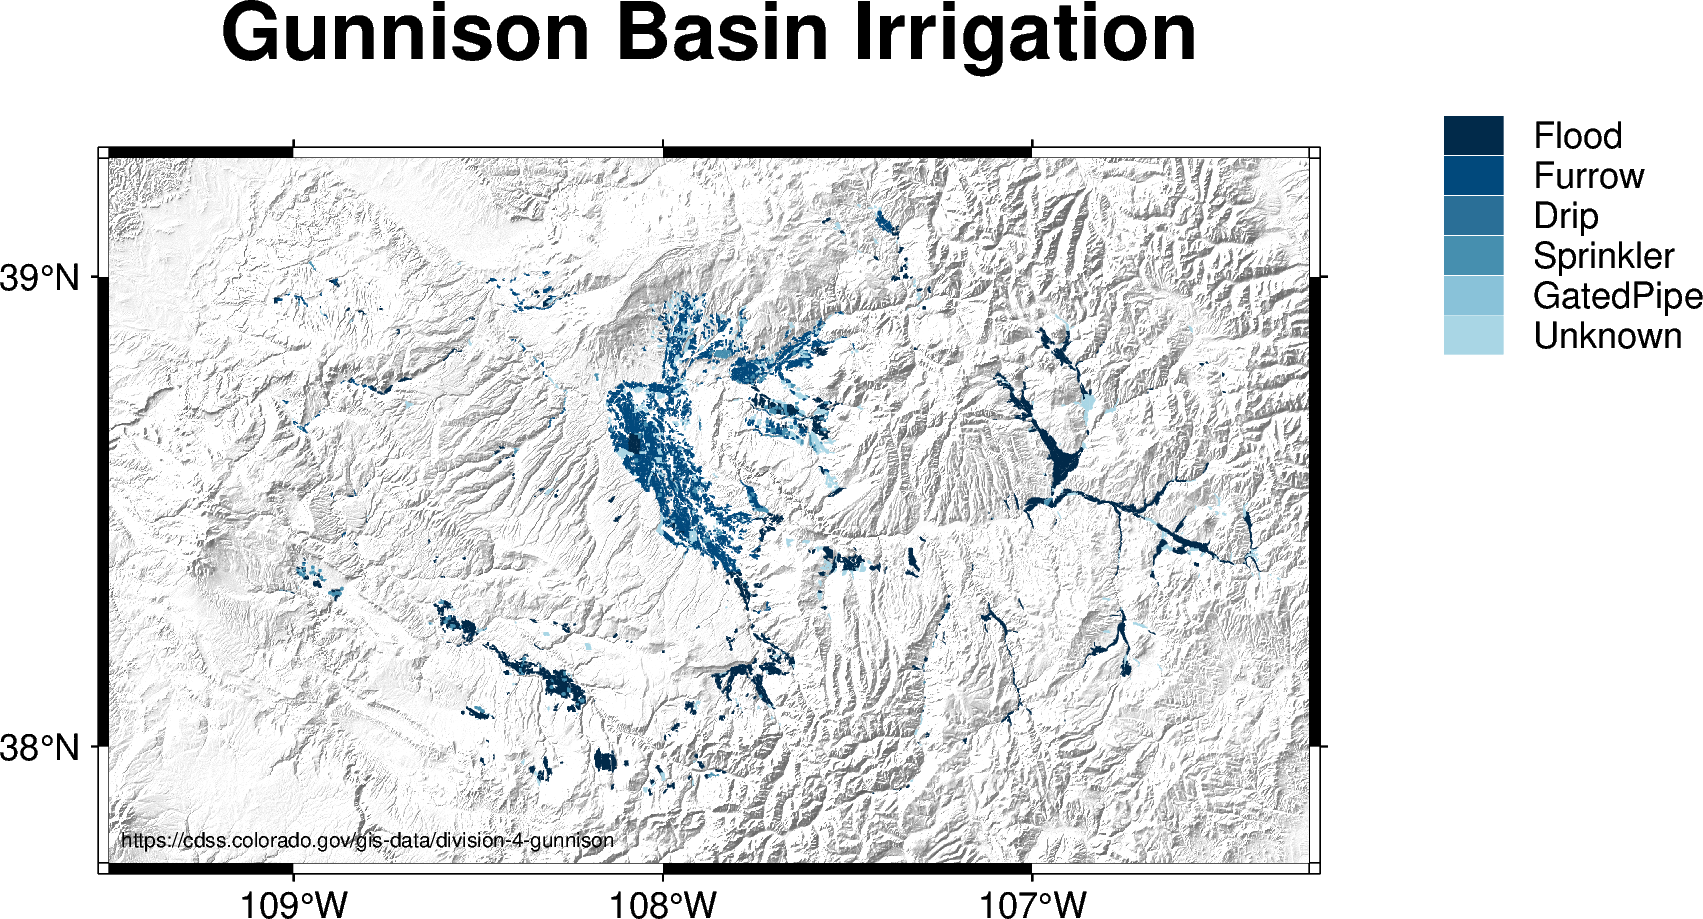 Gunnison Basin Irrigation
Flood
Furrow
Drip
Sprinkler
GatedPipe
Unknown
39°N
38°N
https://cdss.colorado.gov/gis-data/division-4-gunnison
109°W
108°W
107°W